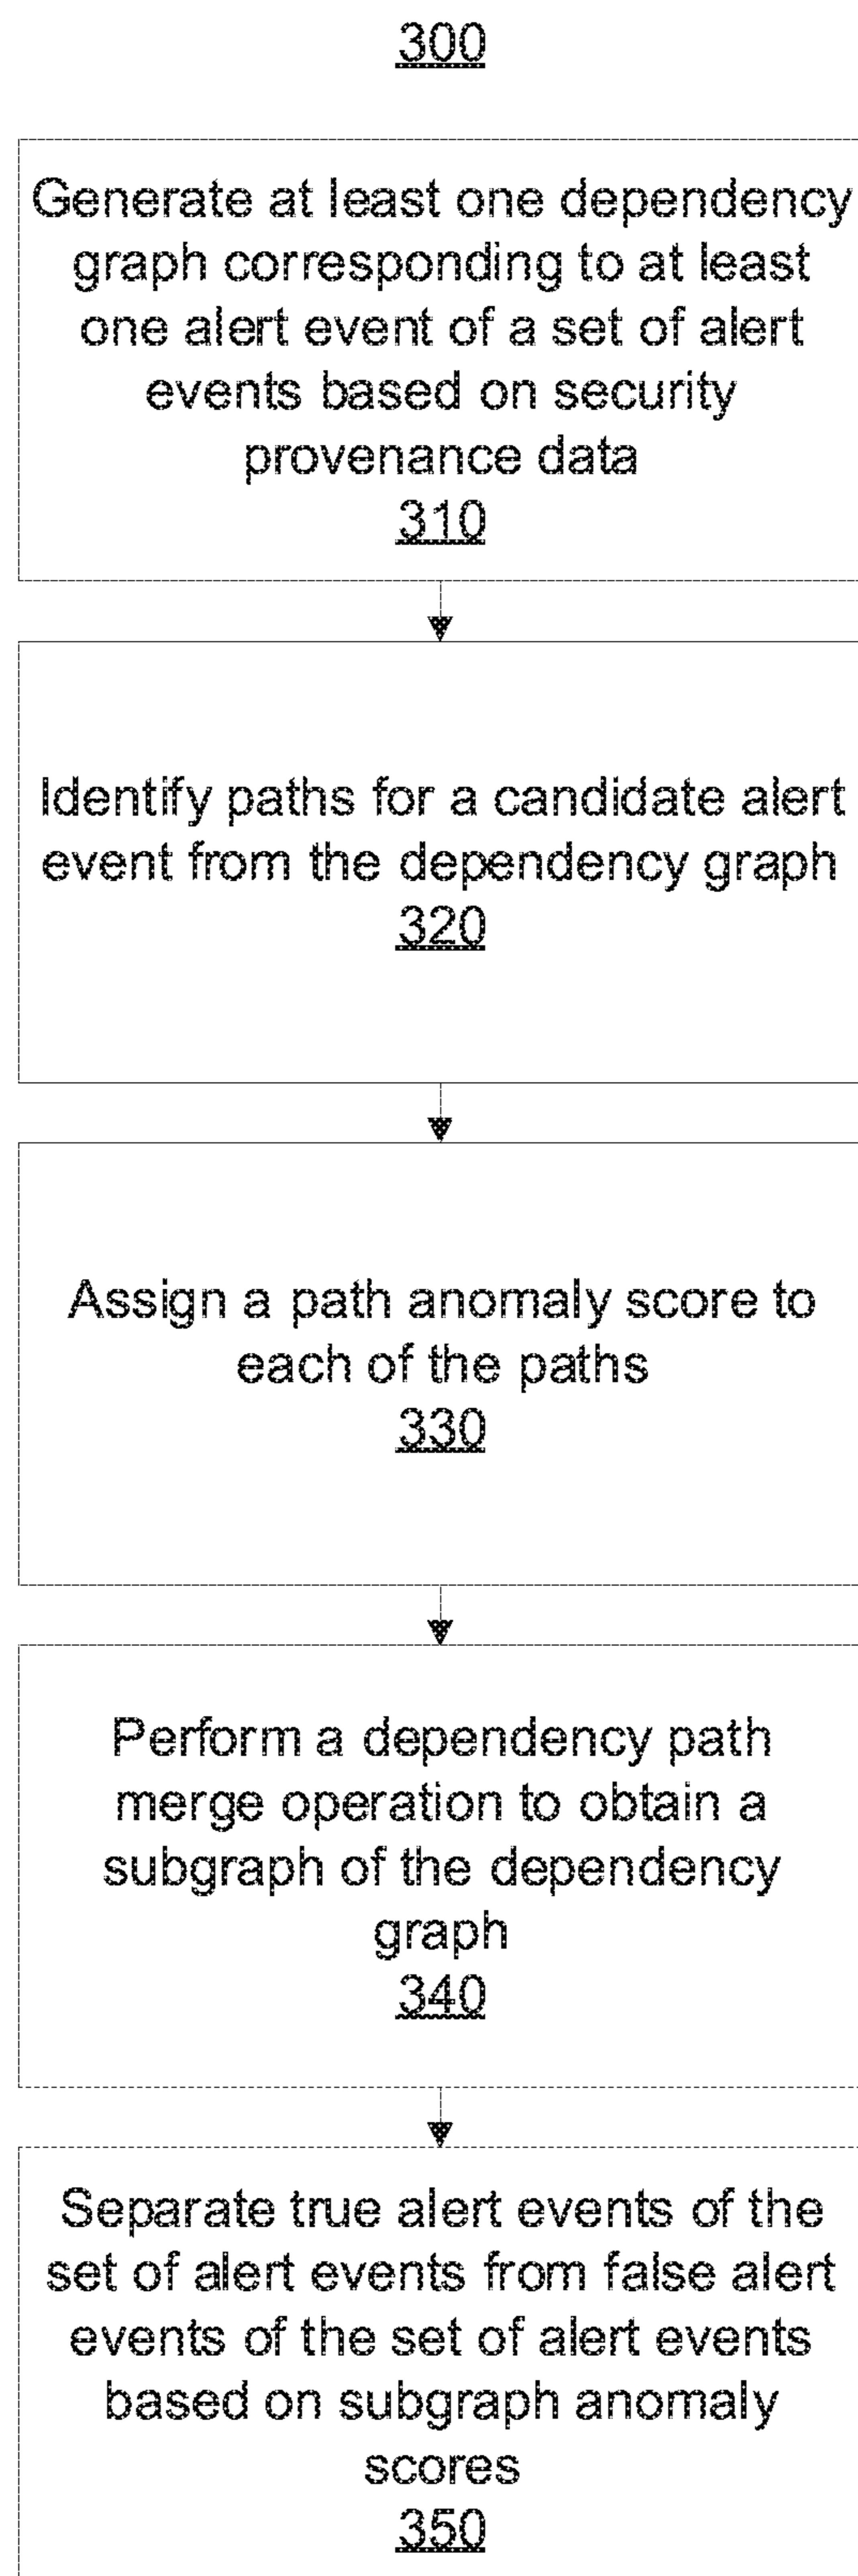 300
Generate at least one dependency
graph corresponding to at least
one alert event of a set of alert
events based on security
provenance data
310
Identify paths for a candidate alert
event from the dependency graph
320
Assign a path anomaly score to
each of the paths
330
Perform a dependency path
merge operation to obtain a
subgraph of the dependency
graph
340
Separate true alert events of the
set of alert events from false alert
events of the set of alert events
based on subgraph anomaly
scores
350